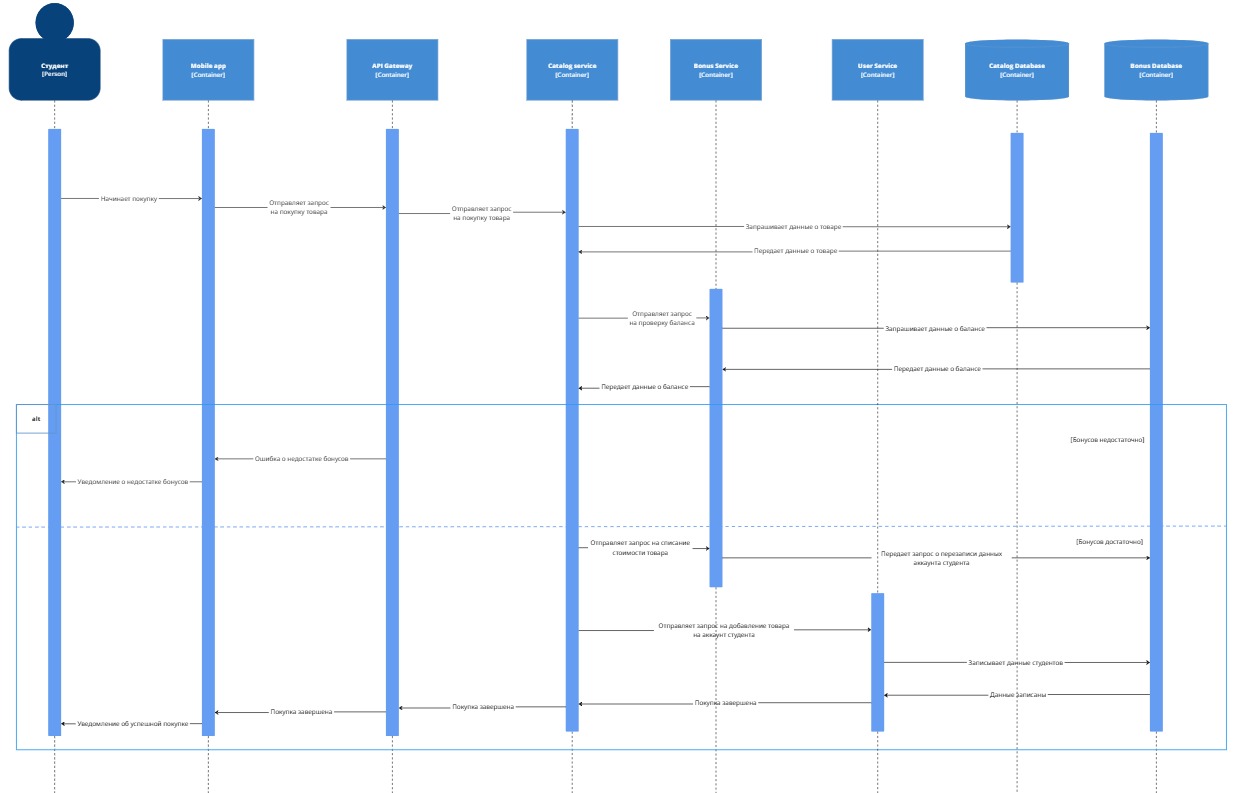 Студент
[Person]
Mobile app
[Container]
API Gateway
[Container]
Catalog service
[Container]
Bonus Service
[Container]
User Service
[Container]
Catalog Database
[Container]
Bonus Database
[Container]
Начинает покупку
Отправляет запрос
на покупку товара
Отправляет запрос
на покупку товара
Запрашивает данные о товаре
Передает данные о товаре
Отправляет запрос
на проверку баланса
Запрашивает данные о балансе
Передает данные о балансе
Передает данные о балансе
alt
[Бонусов недостаточно]
Ошибка о недостатке бонусов
Уведомление о недостатке бонусов
[Бонусов достаточно]
Отправляет запрос на списание
стоимости товара
Передает запрос о перезаписи данных
аккаунта студента
Отправляет запрос на добавление товара
на аккаунт студента
Записывает данные студентов
Данные записаны
Покупка завершена
Покупка завершена
Покупка завершена
Уведомление об успешной покупке